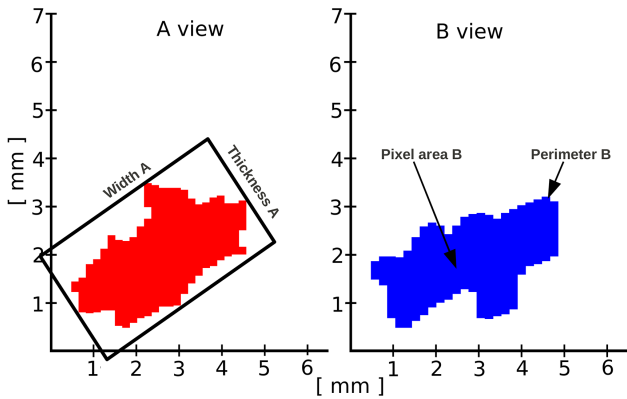 A view
B view
7
6
5
4
3
2
1
[ mm ]
Width A
Thickness A
1 2 3 4 5 6
7
6
5
4
3
2
1
Pixel area B
Perimeter B
1 2 3 4 5 6
[ mm ]